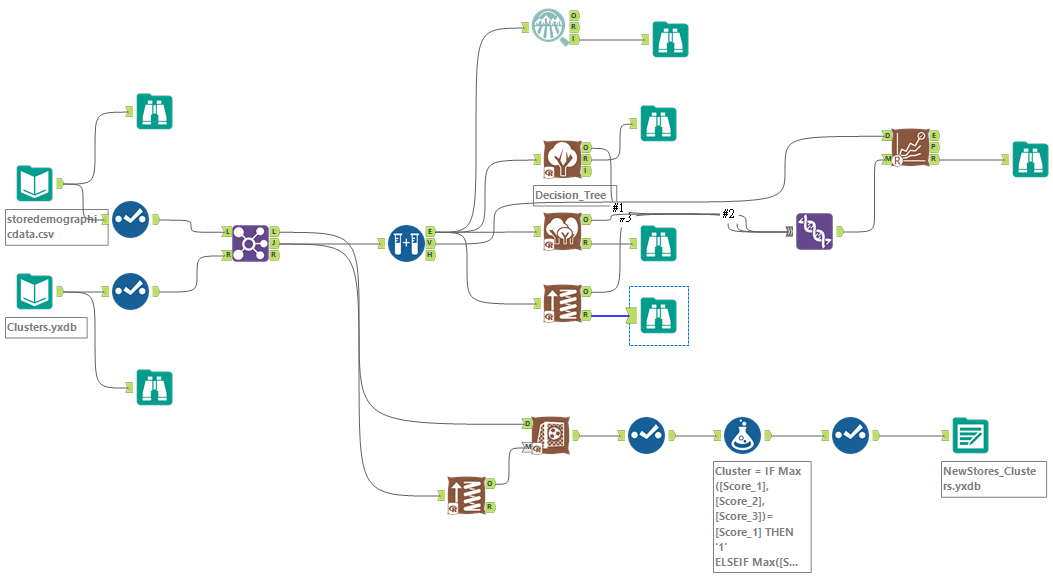 O
R
I
storedemographi
cdata.csv
Clusters.yxdb
L
R
L
J
R
E
V
H
O
R
I
Decision_Tree
#1
#3
#2
O
R
O
R
D
M
E
P
R
R
D
M
O
R
Cluster = IF Max
([Score_1],
[Score_2],
[Score_3])=
[Score_1] THEN
'1'
ELSEIF Max([S...
NewStores_Cluste
rs.yxdb